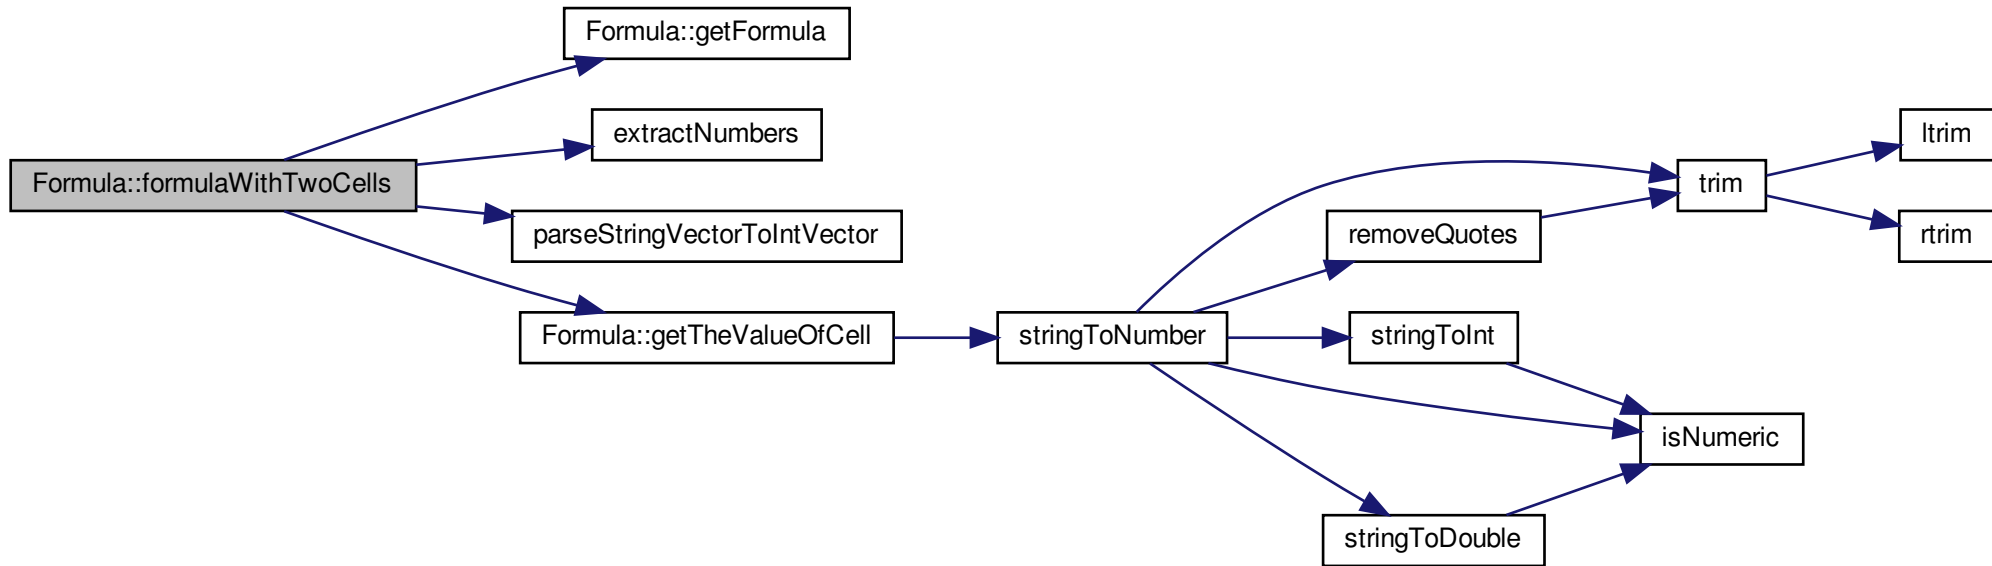 Formula::getFormula
extractNumbers
Formula::formulaWithTwoCells
parseStringVectorToIntVector
Formula::getTheValueOfCell
stringToNumber
removeQuotes
stringToInt
isNumeric
stringToDouble
trim
ltrim
rtrim